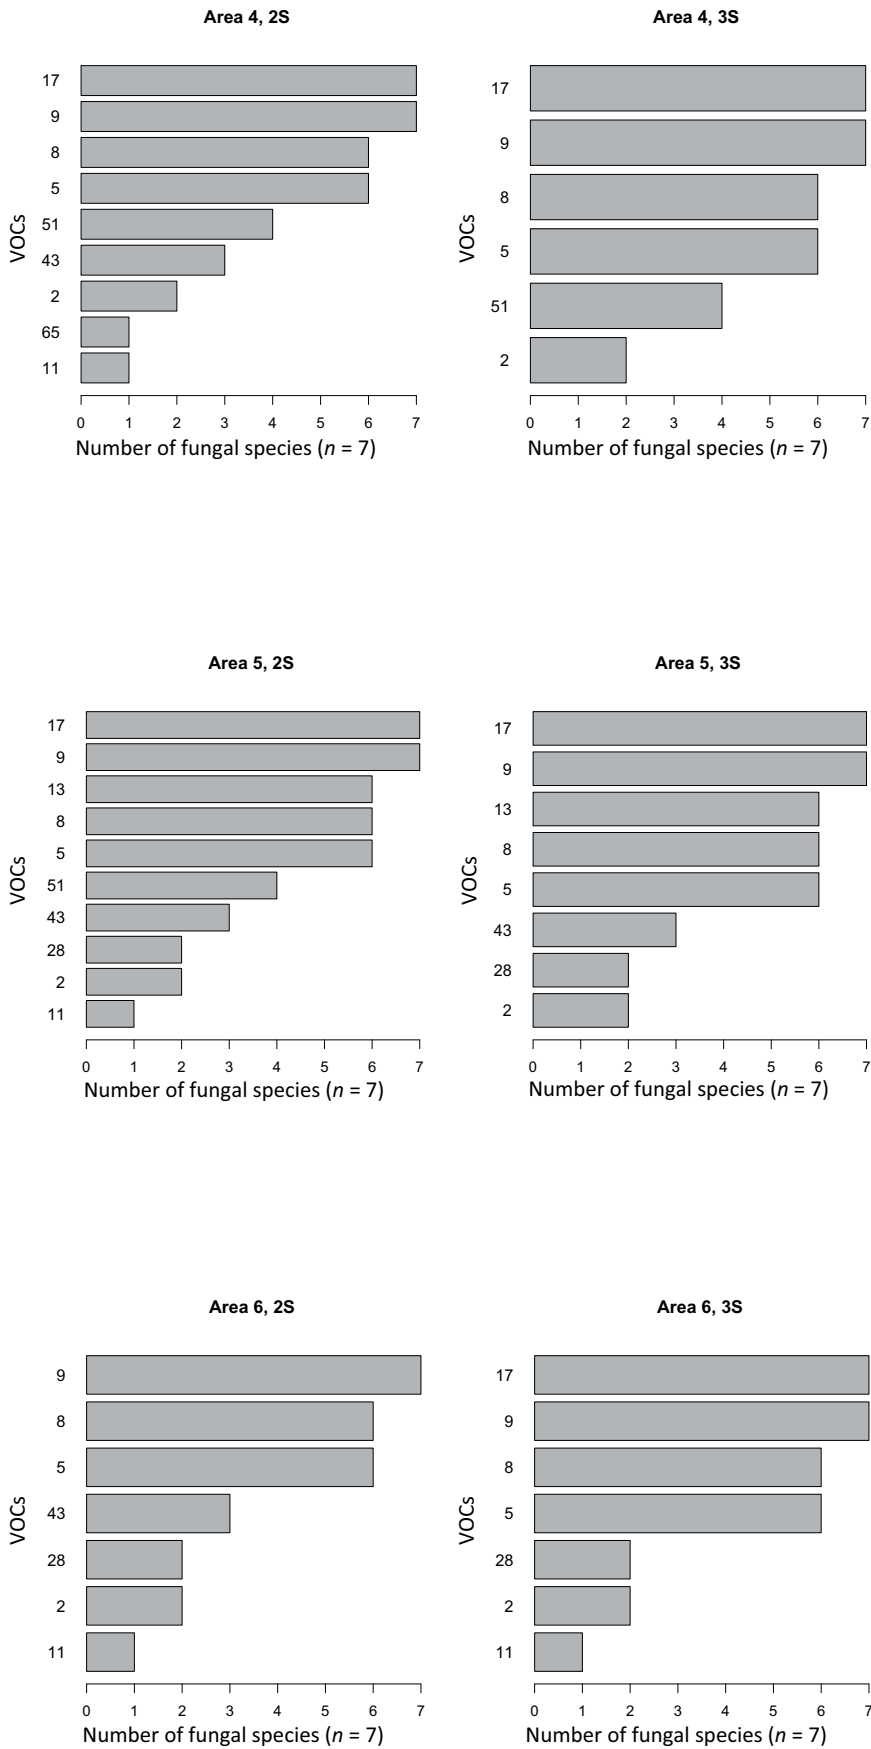 Area 4, 2S
17
9
8
5
51
43
2
65
11
VOCs
0 1 2 3 4 5 6 7
Number of fungal species (n = 7)
Area 4, 3S
17
9
8
5
51
2
VOCs
0 1 2 3 4 5 6 7
Number of fungal species (n = 7)
Area 5, 2S
17
9
13
8
5
51
43
28
2
11
VOCs
0 1 2 3 4 5 6 7
Number of fungal species (n = 7)
Area 5, 3S
17
9
13
8
5
43
28
2
VOCs
0 1 2 3 4 5 6 7
Number of fungal species (n = 7)
Area 6, 2S
9
8
5
43
28
2
11
VOCs
0 1 2 3 4 5 6 7
Number of fungal species (n = 7)
Area 6, 3S
17
9
8
5
28
2
11
VOCs
0 1 2 3 4 5 6 7
Number of fungal species (n = 7)